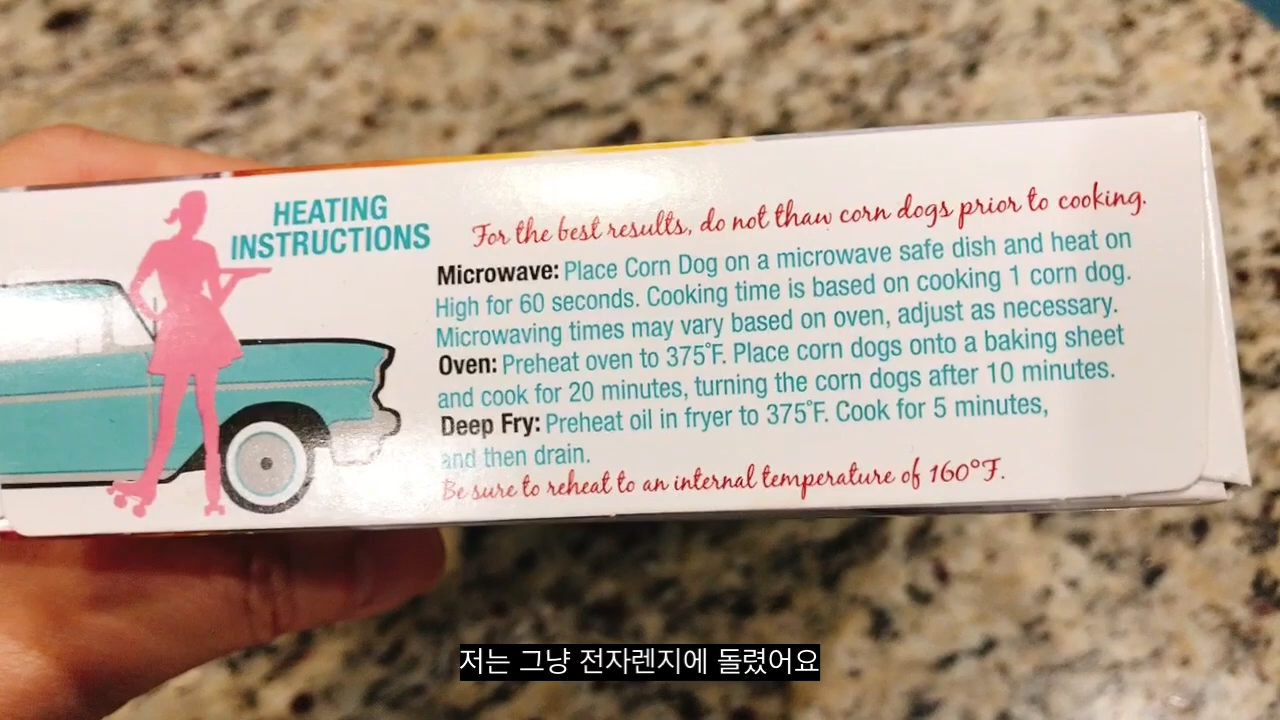 HEATING
INSTRUCTIONS
For the best results, do not thaw corn dogs prior to cooking.
Microwave: Place Corn Dog on a microwave safe dish and heat on
High for 60 seconds. Cooking time is based on cooking 1 corn dog.
Microwaving times may vary based on oven, adjust as necessary.
Oven: Preheat oven to 375°F. Place corn dogs onto a baking sheet
and cook for 20 minutes, turning the corn dogs after 10 minutes.
Deep Fry: Preheat oil in fryer to 375°F. Cook for 5 minutes,
and then drain.
Be sure to reheat to an internal temperature of 160°F.
저는 그냥 전자렌지에 돌렸어요